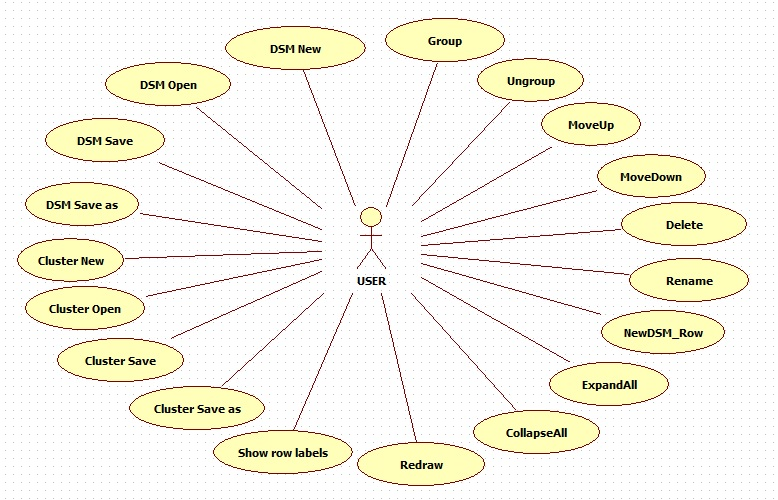 Group
DSM New
Ungroup
DSM Open
MoveUp
DSM Save
MoveDown
DSM Save as
Delete
Cluster New
Rename
USER
Cluster Open
NewDSM_Row
Cluster Save
ExpandAll
Cluster Save as
CollapseAll
Show row labels
Redraw